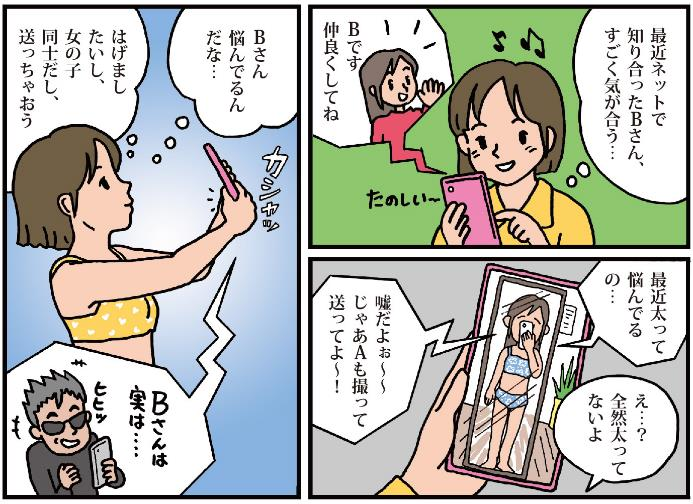 最近ネットで
知り合ったBさん、
すごく気が合う…
Bです
仲良くしてね
たのしい〜
最近太って
悩んでる
の…
え…?
全然太って
ないよ
嘘だよぉ〜〜
じゃあAも撮って
送ってよ〜!
Bさん
悩んでるん
だな…
はげまし
たいし、
女の子
同士だし、
送っちゃおう
カシャッ
Bさんは
実は…
ヒヒッ